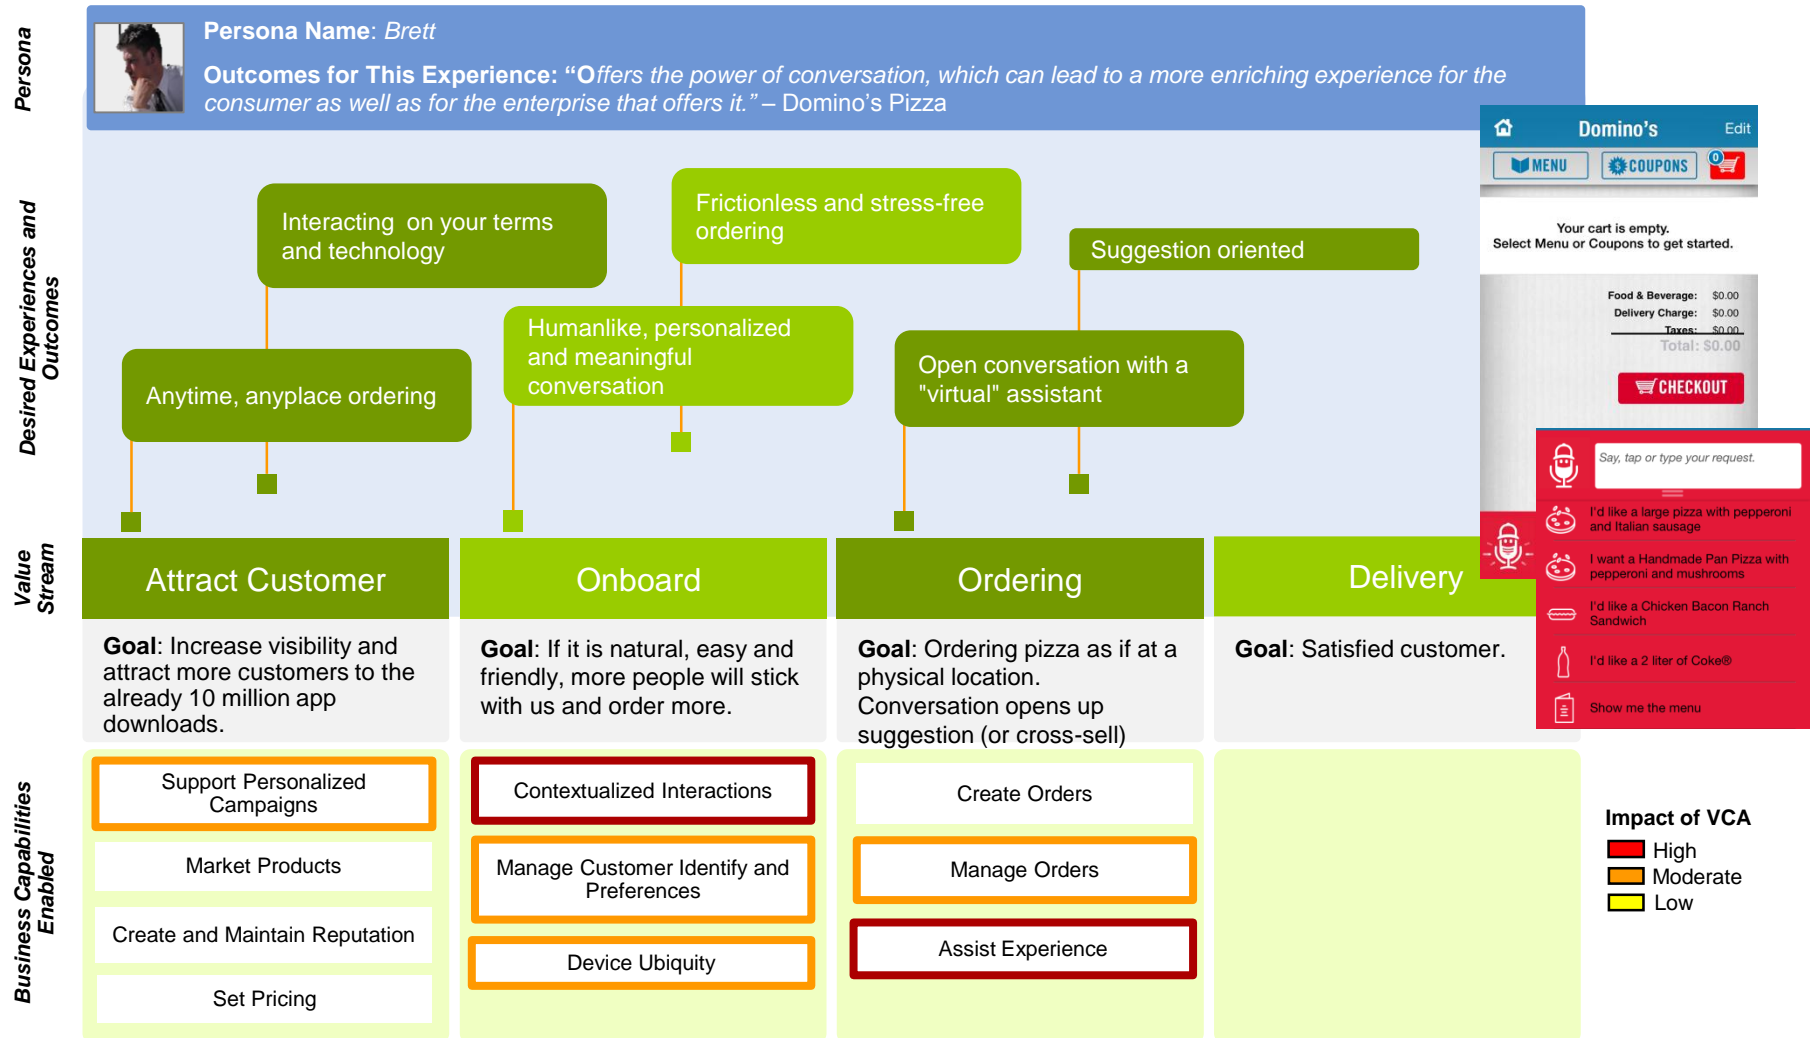 Persona
Persona Name: Brett
Outcomes for This Experience: “Offers the power of conversation, which can lead to a more enriching experience for the
consumer as well as for the enterprise that offers it.” – Domino’s Pizza
Desired Experiences and
Outcomes
Interacting  on your terms
and technology
Frictionless and stress-free
ordering
Suggestion oriented
Anytime, anyplace ordering
Humanlike, personalized
and meaningful
conversation
Open conversation with a
"virtual" assistant
Domino's
Edit
MENU
COUPONS
0
Your cart is empty.
Select Menu or Coupons to get started.
Food & Beverage: $0.00
Delivery Charge: $0.00
Taxes: $0.00
Total: $0.00
CHECKOUT
Say, tap or type your request.
I'd like a large pizza with pepperoni
and Italian sausage
I want a Handmade Pan Pizza with
pepperoni and mushrooms
I'd like a Chicken Bacon Ranch
Sandwich
I'd like a 2 liter of Coke®
Show me the menu
Value
Stream
Attract Customer
Onboard
Ordering
Delivery
Goal: Increase visibility and
attract more customers to the
already 10 million app
downloads.
Goal: If it is natural, easy and
friendly, more people will stick
with us and order more.
Goal: Ordering pizza as if at a
physical location.
Conversation opens up
suggestion (or cross-sell)
Goal: Satisfied customer.
Business Capabilities
Enabled
Support Personalized
Campaigns
Market Products
Create and Maintain Reputation
Set Pricing
Contextualized Interactions
Manage Customer Identify and
Preferences
Device Ubiquity
Create Orders
Manage Orders
Assist Experience
Impact of VCA
High
Moderate
Low